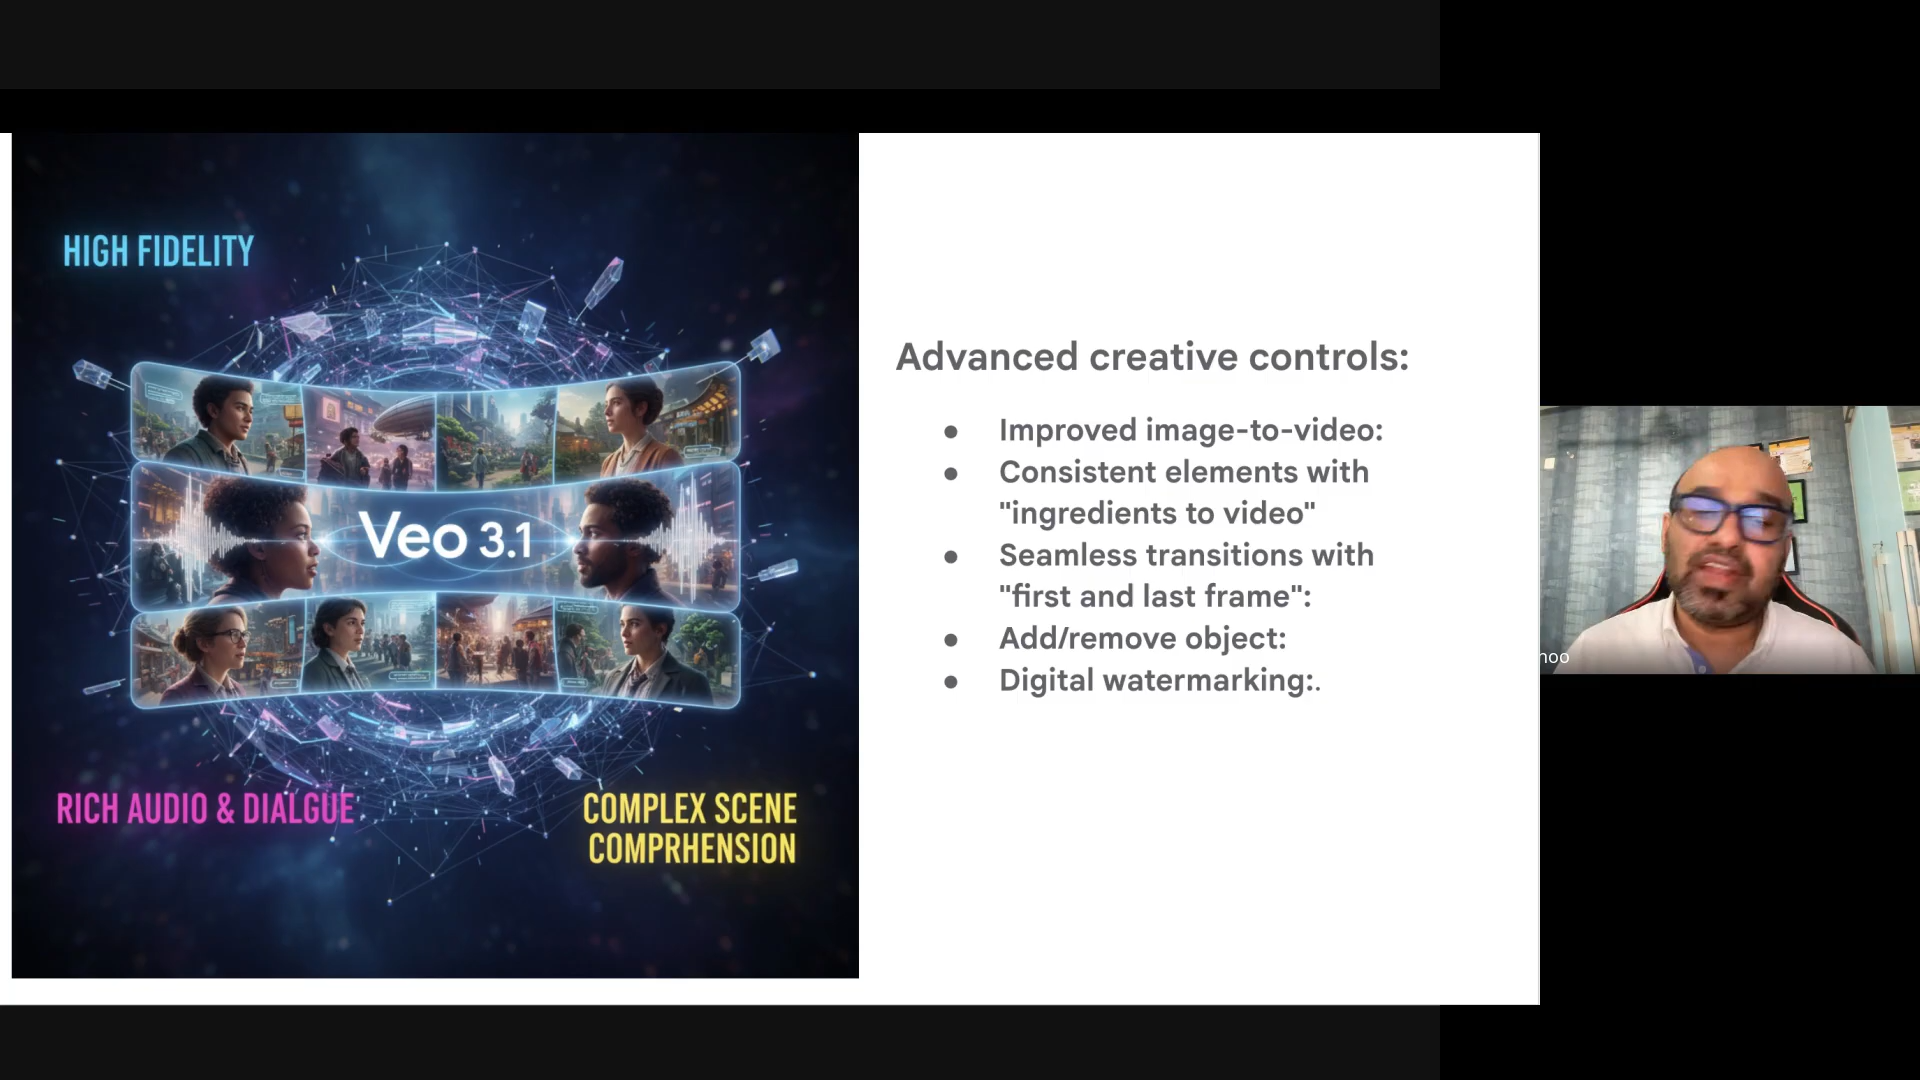 HIGH FIDELITY
Veo 3.1
RICH AUDIO & DIALGUE
COMPLEX SCENE
COMPRHENSION
Advanced creative controls:
● Improved image-to-video:
● Consistent elements with
"ingredients to video"
● Seamless transitions with
"first and last frame":
● Add/remove object:
● Digital watermarking:.
hoo